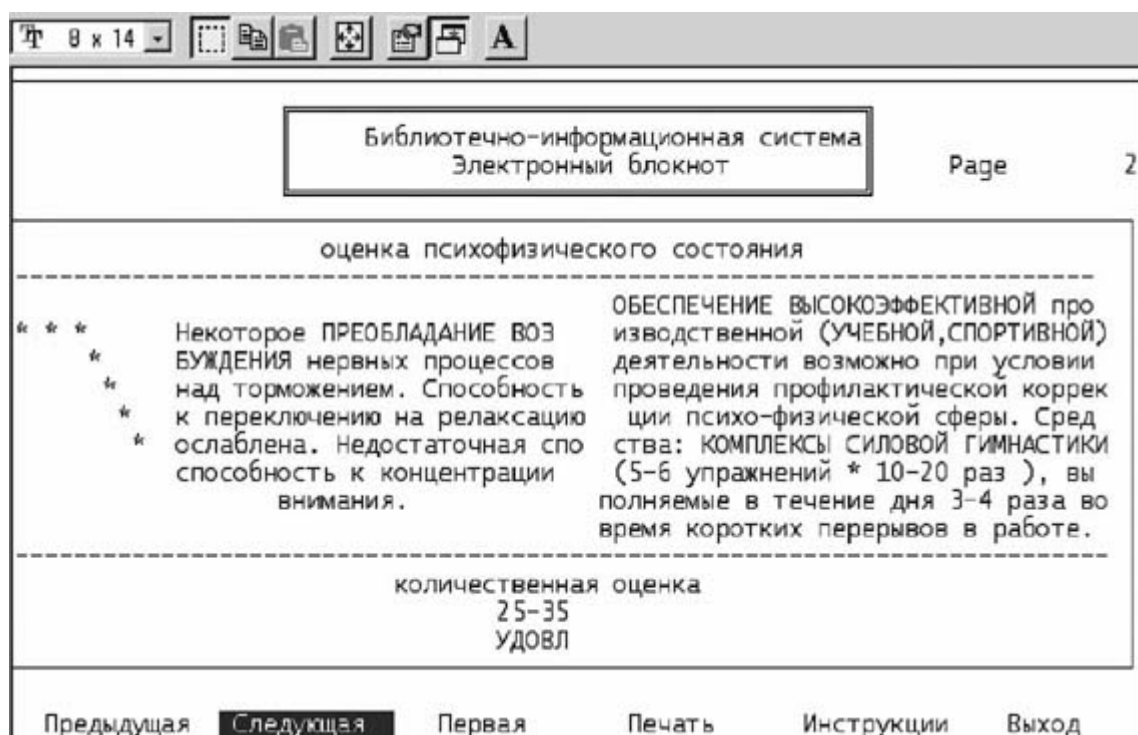 8 x 14
A
Библиотечно-информационная система
Электронный блокнот
Page 2
оценка психофизического состояния
* * *
*
*
*
*
Некоторое ПРЕОБЛАДАНИЕ ВОЗ
БУЖДЕНИЯ нервных процессов
над торможением. Способность
к переключению на релаксацию
ослаблена. Недостаточная спо
способность к концентрации
внимания.
ОБЕСПЕЧЕНИЕ ВЫСОКОЭФФЕКТИВНОЙ про
изводственной (УЧЕБНОЙ,СПОРТИВНОЙ)
деятельности возможно при условии
проведения профилактической коррек
ции психо-физической сферы. Сред
ства: КОМПЛЕКСЫ СИЛОВОЙ ГИМНАСТИКИ
(5-6 упражнений * 10-20 раз ), вы
полняемые в течение дня 3-4 раза во
время коротких перерывов в работе.
количественная оценка
25-35
УДОВЛ
Предыдущая Следующая Первая Печать Инструкции Выход